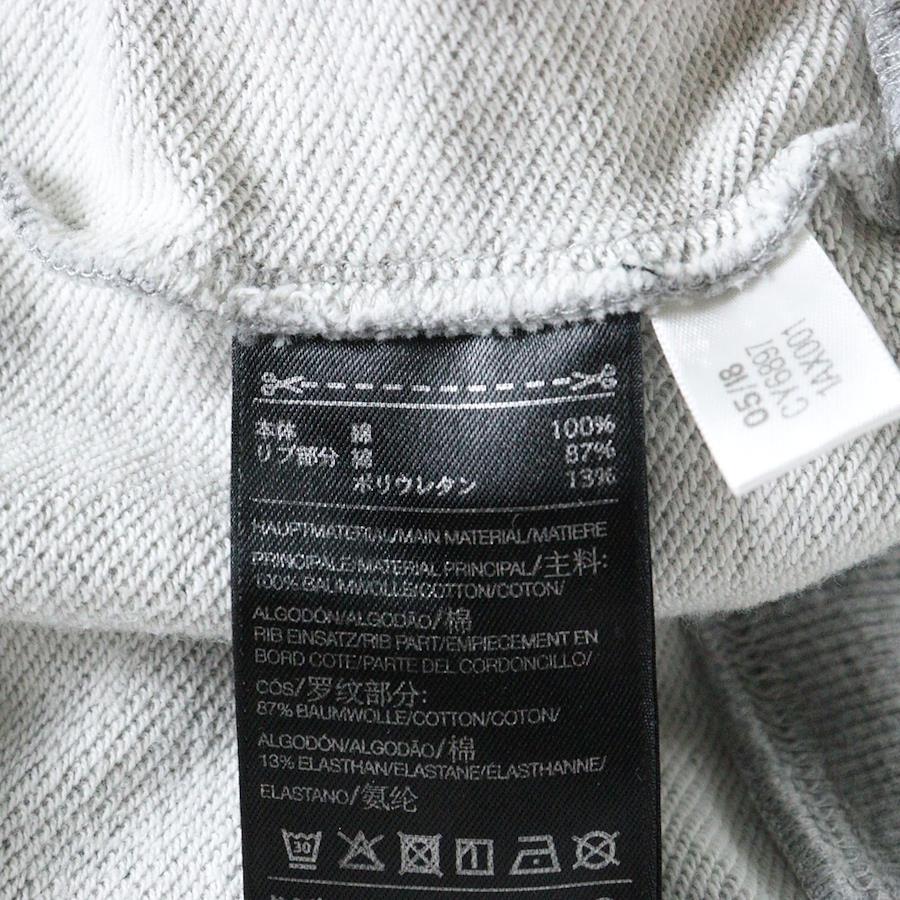 本体 綿 100%
リブ部分 綿 87%
ポリウレタン 13%
HAUPTMATERIAL/MAIN MATERIAL/MATIERE
PRINCIPALE/MATERIAL PRINCIPAL/主料:
100% BAUMWOLLE/COTTON/COTON/
ALGODÓN/ALGODÃO/棉
RIB EINSATZ/RIB PART/EMPIECEMENT EN
BORD COTE/PARTE DEL CORDONCILLO/
CÓS/罗纹部分:
87% BAUMWOLLE/COTTON/COTON/
ALGODÓN/ALGODÃO/棉
13% ELASTHAN/ELASTANE/ÉLASTHANNE/
ELASTANO/氨纶
30
05/18
CY6897
1AX001